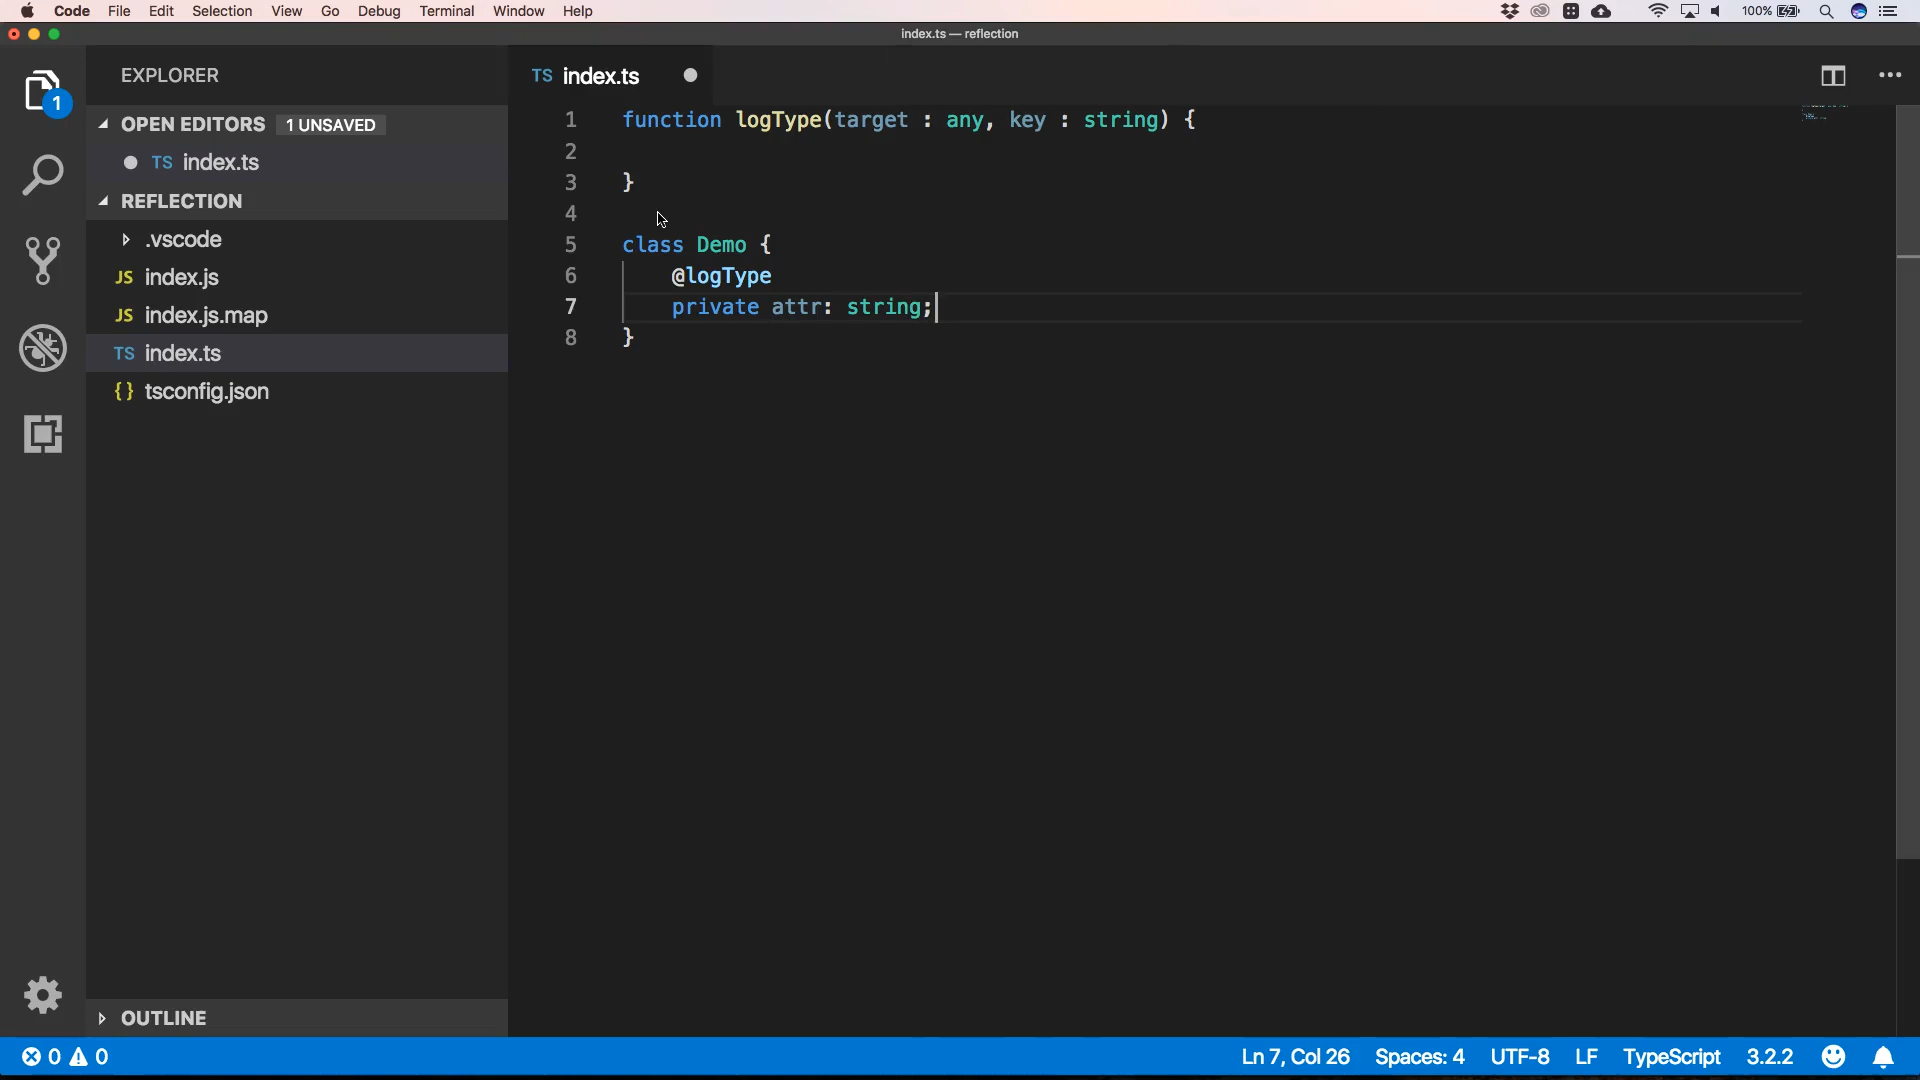 Code File Edit Selection View Go Debug Terminal Window Help 100%
index.ts — reflection
EXPLORER
1
OPEN EDITORS 1 UNSAVED
TS index.ts
REFLECTION
.vscode
JS index.js
JS index.js.map
TS index.ts
{} tsconfig.json
OUTLINE
TS index.ts
1 function logType(target : any, key : string) {
2
3 }
4
5 class Demo {
6 @logType
7 private attr: string;
8 }
0 0 Ln 7, Col 26 Spaces: 4 UTF-8 LF TypeScript 3.2.2